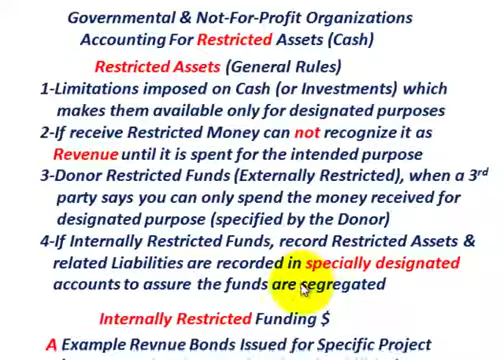 Governmental & Not-For-Profit Organizations
Accounting For Restricted Assets (Cash)
Restricted Assets (General Rules)
1-Limitations imposed on Cash (or Investments) which
makes them available only for designated purposes
2-If receive Restricted Money can not recognize it as
Revenue until it is spent for the intended purpose
3-Donor Restricted Funds (Externally Restricted), when a 3rd
party says you can only spend the money received for
designated purpose (specified by the Donor)
4-If Internally Restricted Funds, record Restricted Assets &
related Liabilities are recorded in specially designated
accounts to assure the funds are segregated
Internally Restricted Funding $
A Example Revnue Bonds Issued for Specific Project